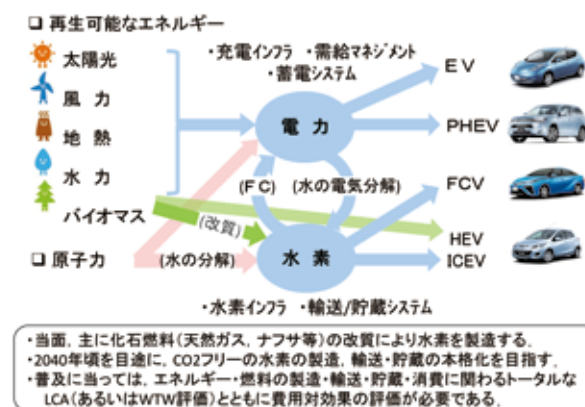 □ 再生可能なエネルギー
太陽光
風力
地熱
水力
バイオマス
□ 原子力
・充電インフラ ・需給マネジメント
・蓄電システム
電力
(FC) (水の電気分解)
(改質)
(水の分解)
水素
・水素インフラ ・輸送/貯蔵システム
EV
PHEV
FCV
HEV
ICEV
・当面,主に化石燃料(天然ガス,ナフサ等)の改質により水素を製造する.
・2040年頃を目途に,CO2フリーの水素の製造,輸送・貯蔵の本格化を目指す.
・普及に当っては,エネルギー・燃料の製造・輸送・貯蔵・消費に関わるトータルな
LCA(あるいはWTW評価)とともに費用対効果の評価が必要である.